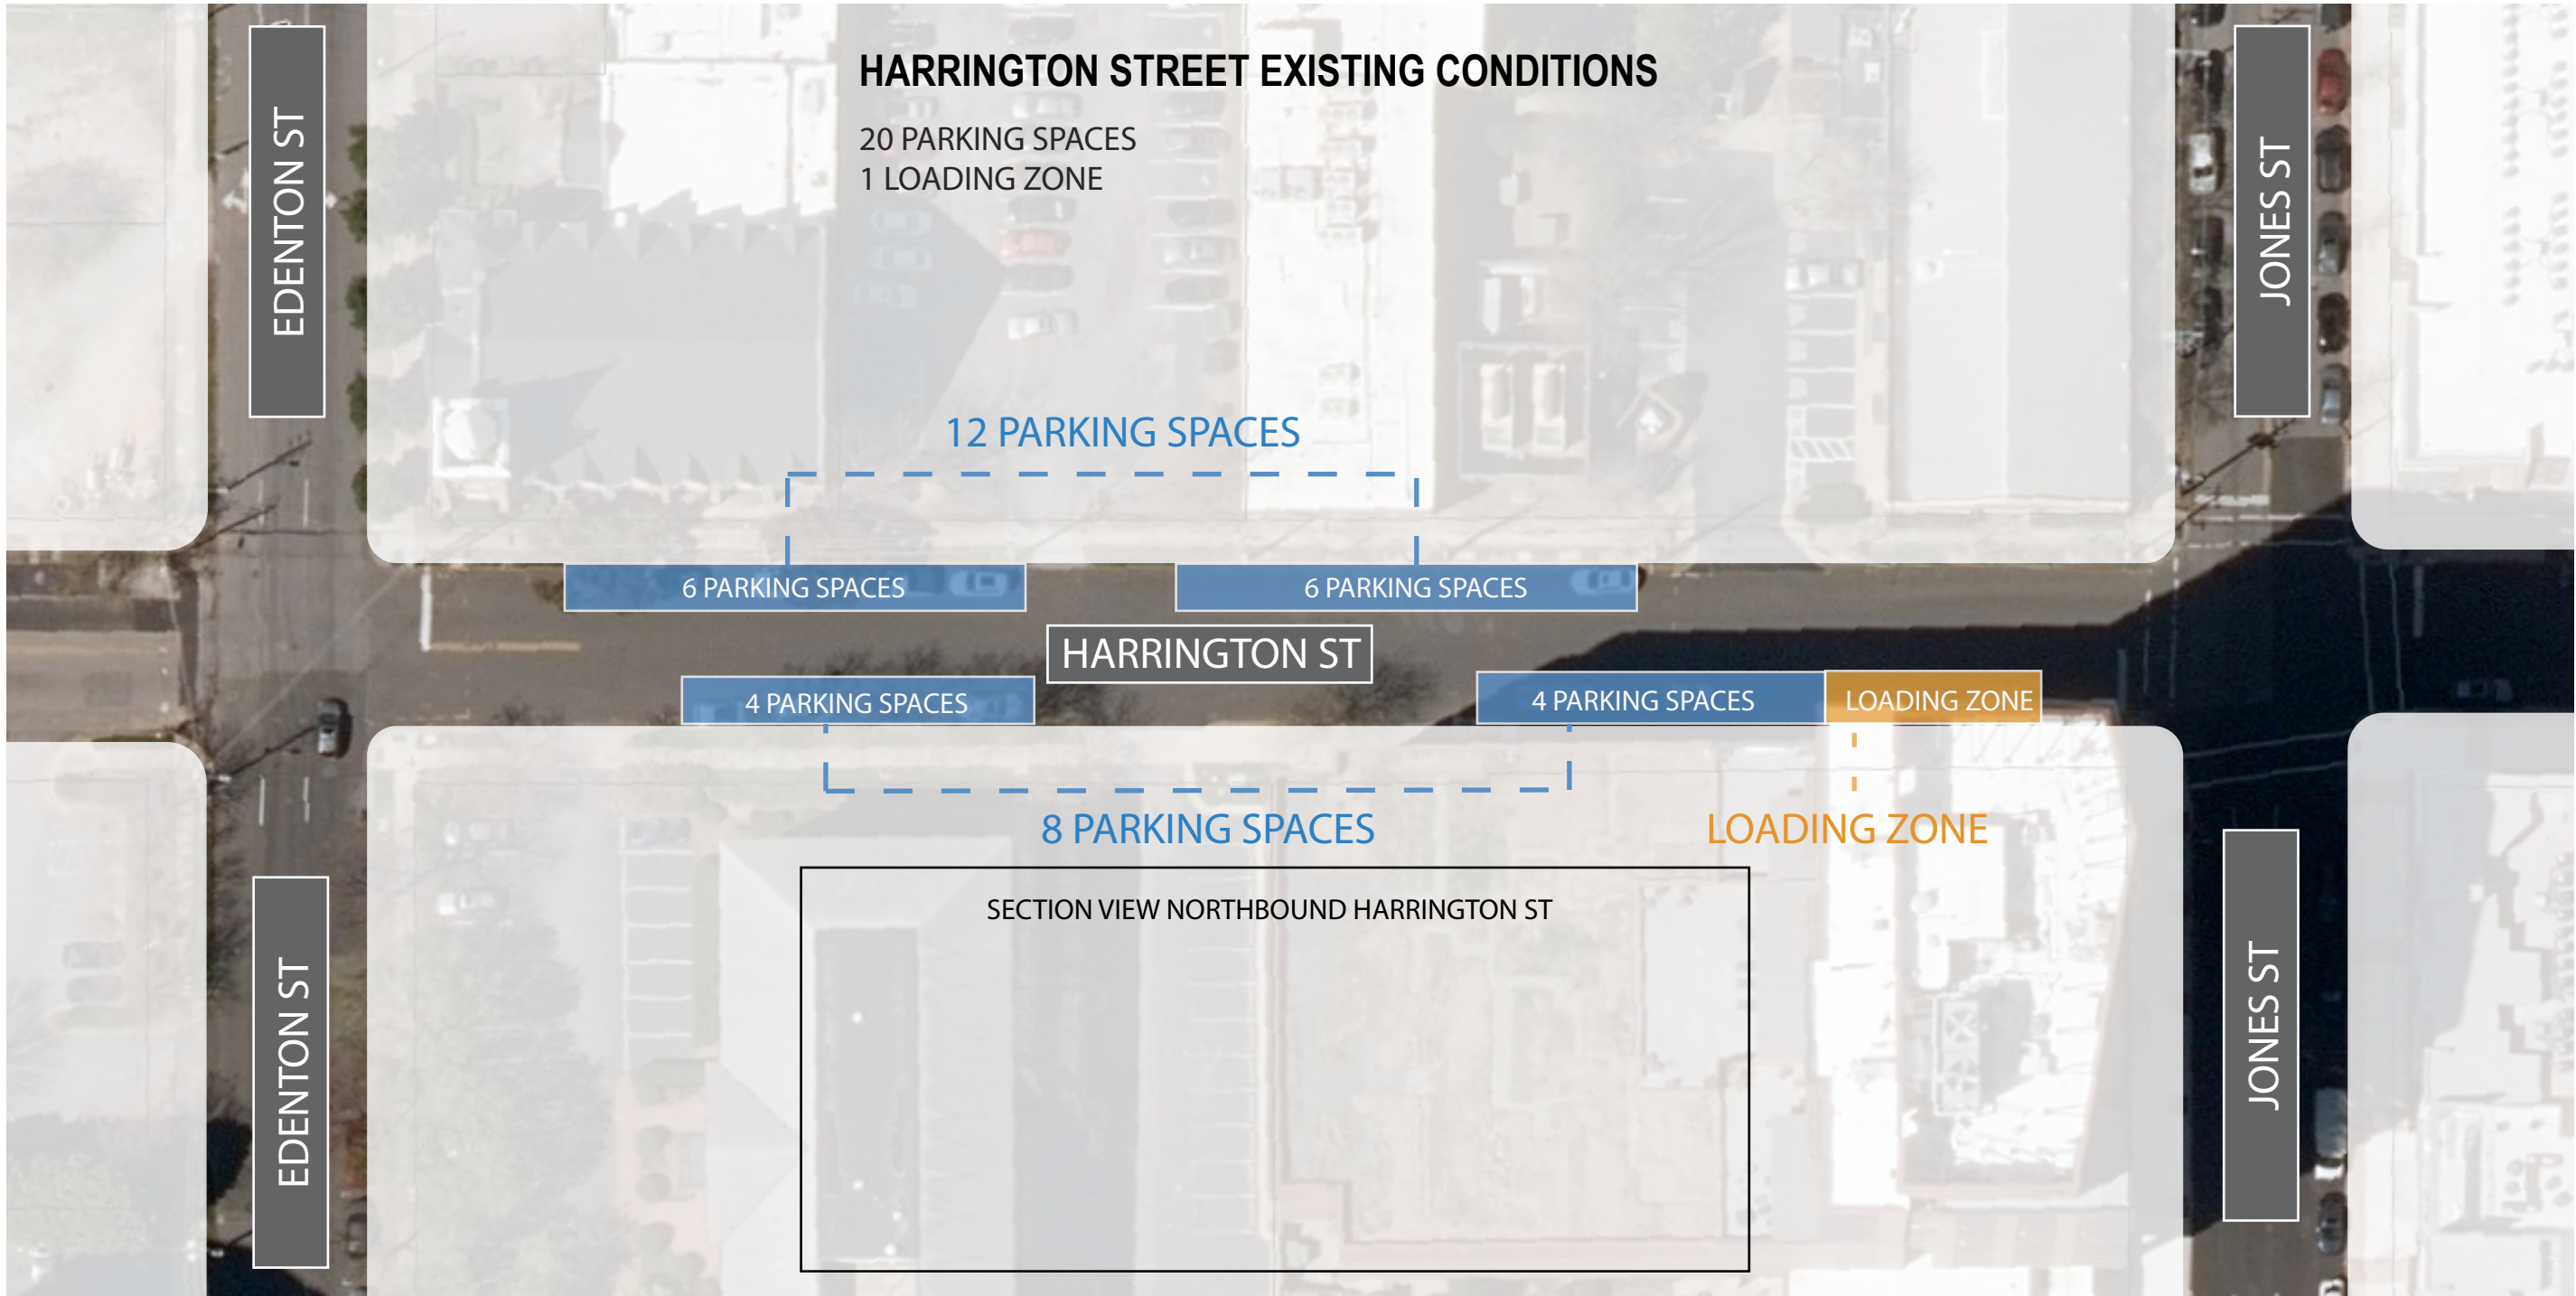 HARRINGTON STREET EXISTING CONDITIONS
20 PARKING SPACES
1 LOADING ZONE
EDENTON ST
JONES ST
12 PARKING SPACES
6 PARKING SPACES
6 PARKING SPACES
HARRINGTON ST
4 PARKING SPACES
4 PARKING SPACES
LOADING ZONE
8 PARKING SPACES
LOADING ZONE
SECTION VIEW NORTHBOUND HARRINGTON ST
EDENTON ST
JONES ST